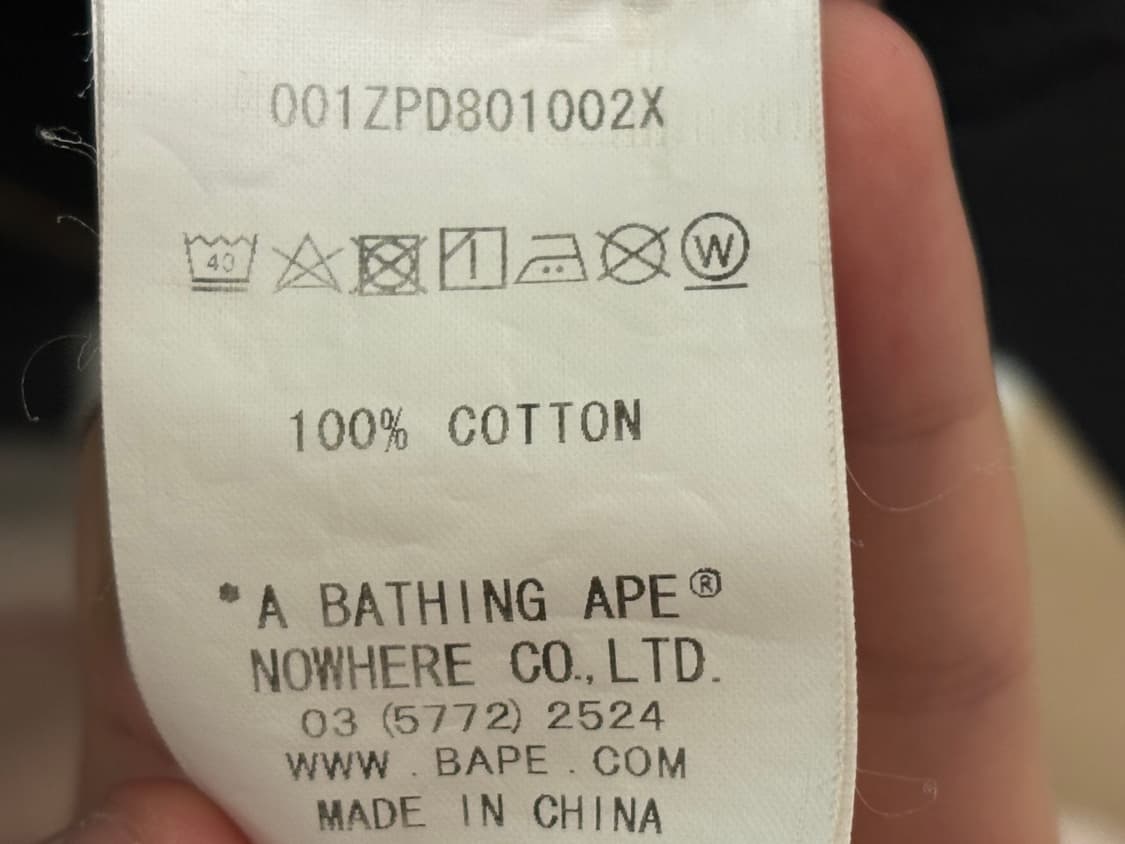 001ZPD801002X
40 W
100% COTTON
*A BATHING APE®
NOWHERE CO.,LTD.
03 (5772) 2524
WWW . BAPE . COM
MADE IN CHINA